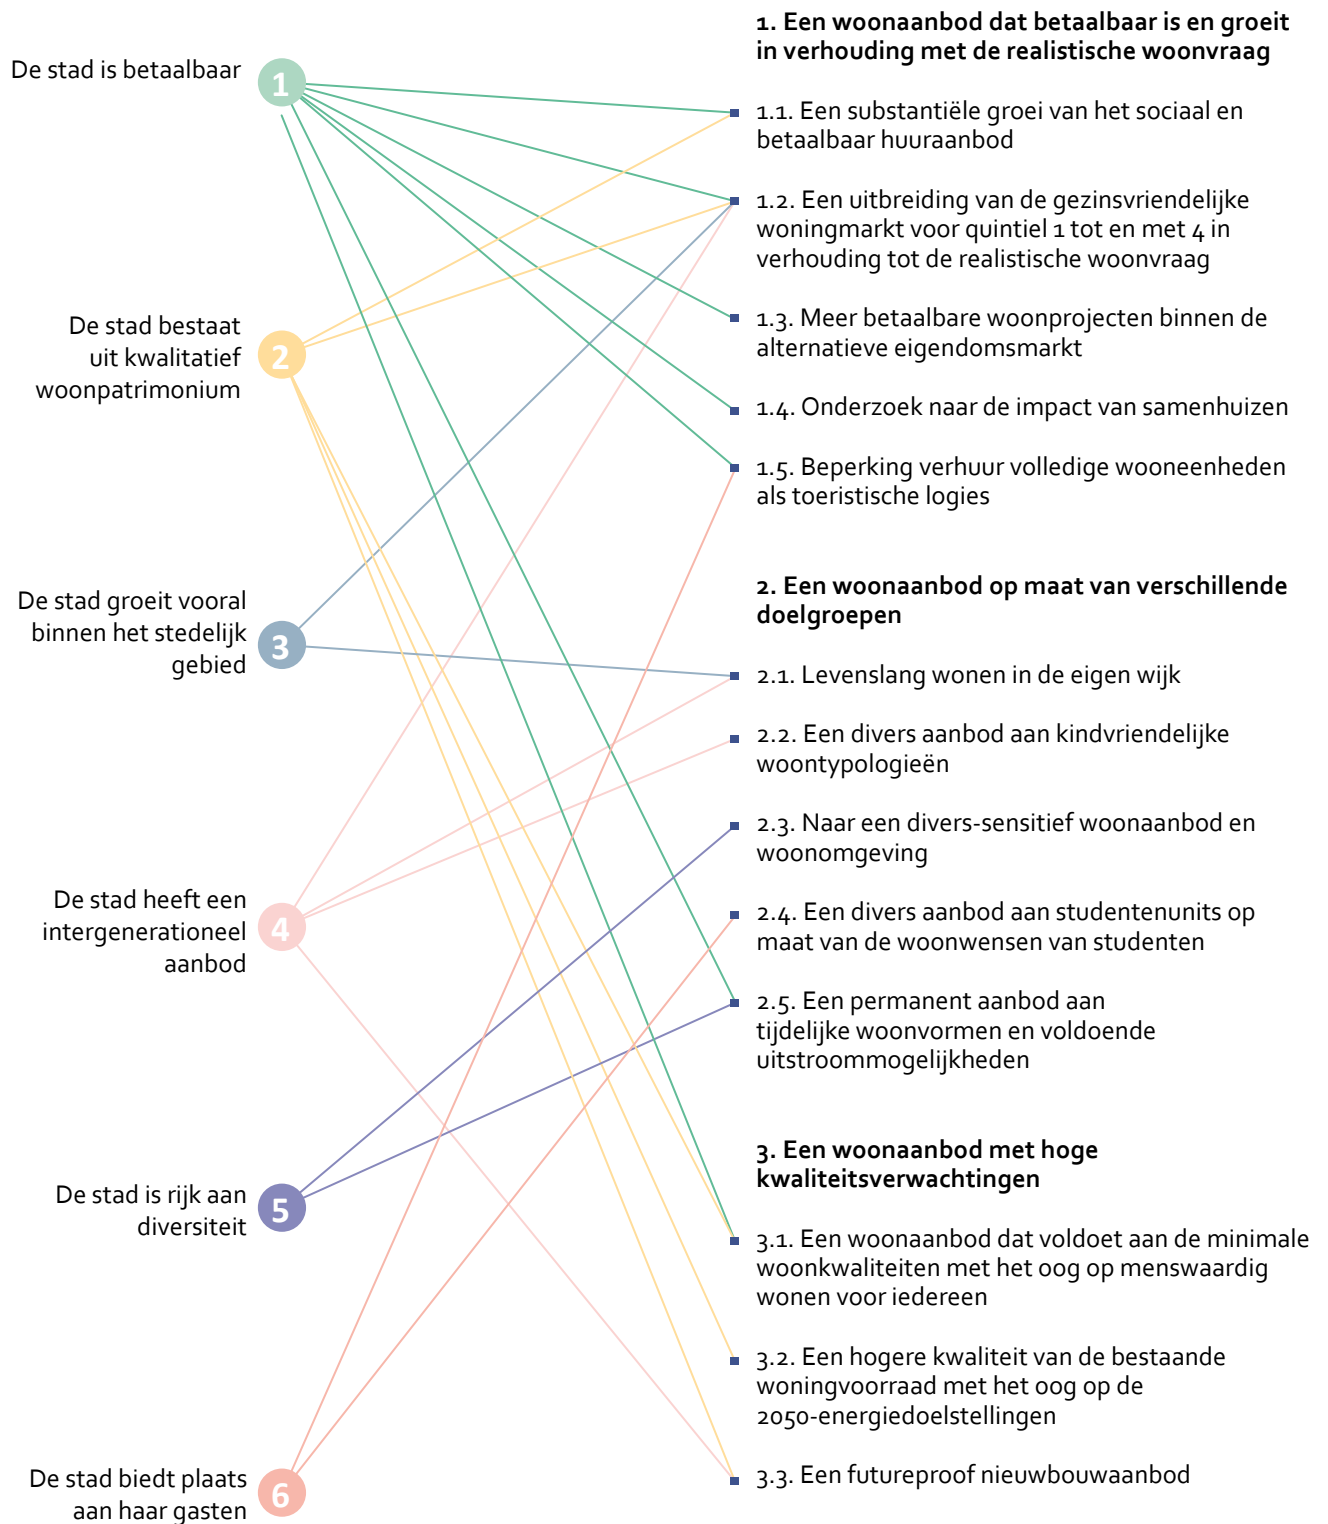 De stad is betaalbaar
1
De stad bestaat
uit kwalitatief
woonpatrimonium
2
De stad groeit vooral
binnen het stedelijk
gebied
3
De stad heeft een
intergenerationeel
aanbod
4
De stad is rijk aan
diversiteit
5
De stad biedt plaats
aan haar gasten
6
1. Een woonaanbod dat betaalbaar is en groeit
in verhouding met de realistische woonvraag
1.1. Een substantiële groei van het sociaal en
betaalbaar huuraanbod
1.2. Een uitbreiding van de gezinsvriendelijke
woningmarkt voor quintiel 1 tot en met 4 in
verhouding tot de realistische woonvraag
1.3. Meer betaalbare woonprojecten binnen de
alternatieve eigendomsmarkt
1.4. Onderzoek naar de impact van samenhuizen
1.5. Beperking verhuur volledige wooneenheden
als toeristische logies
2. Een woonaanbod op maat van verschillende
doelgroepen
2.1. Levenslang wonen in de eigen wijk
2.2. Een divers aanbod aan kindvriendelijke
woontypologieën
2.3. Naar een divers-sensitief woonaanbod en
woonomgeving
2.4. Een divers aanbod aan studentenunits op
maat van de woonwensen van studenten
2.5. Een permanent aanbod aan
tijdelijke woonvormen en voldoende
uitstroommogelijkheden
3. Een woonaanbod met hoge
kwaliteitsverwachtingen
3.1. Een woonaanbod dat voldoet aan de minimale
woonkwaliteiten met het oog op menswaardig
wonen voor iedereen
3.2. Een hogere kwaliteit van de bestaande
woningvoorraad met het oog op de
2050-energiedoelstellingen
3.3. Een futureproof nieuwbouwaanbod